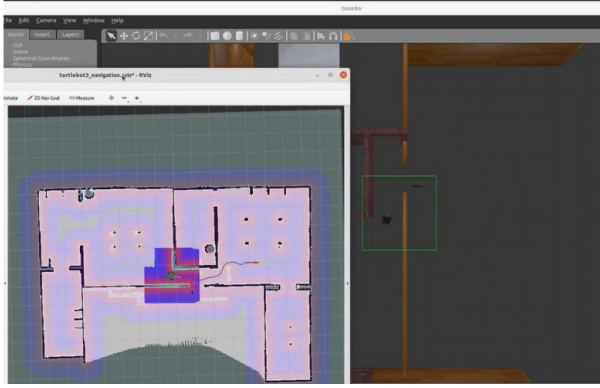 Gazebo
File Edit Camera View Window Help
World Insert Layers
GUI
Scene
Spherical Coordinates
Physics
turtlebot3_navigation.rviz* - RViz
2D Nav Goal Measure